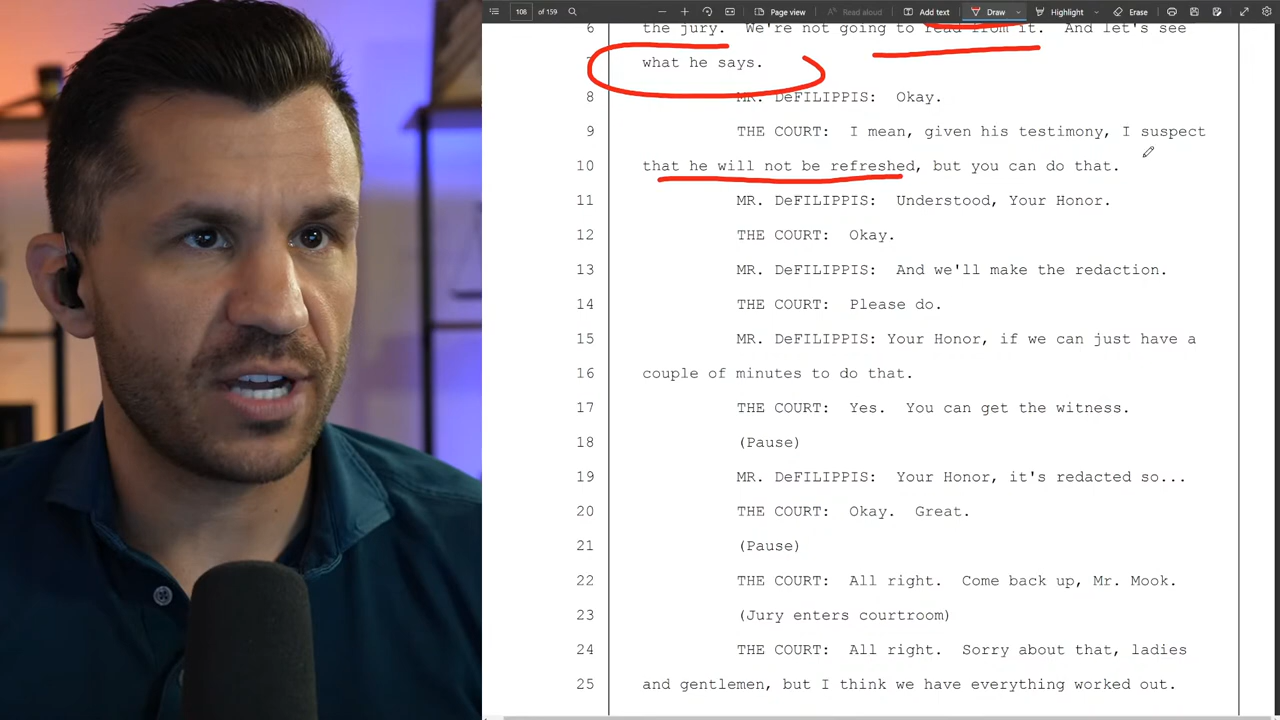 108 of 159 Page view Read aloud Add text Draw Highlight Erase
6 the jury. We're not going to read from it. And let's see
7 what he says.
8 MR. DeFILIPPIS: Okay.
9 THE COURT: I mean, given his testimony, I suspect
10 that he will not be refreshed, but you can do that.
11 MR. DeFILIPPIS: Understood, Your Honor.
12 THE COURT: Okay.
13 MR. DeFILIPPIS: And we'll make the redaction.
14 THE COURT: Please do.
15 MR. DeFILIPPIS: Your Honor, if we can just have a
16 couple of minutes to do that.
17 THE COURT: Yes. You can get the witness.
18 (Pause)
19 MR. DeFILIPPIS: Your Honor, it's redacted so...
20 THE COURT: Okay. Great.
21 (Pause)
22 THE COURT: All right. Come back up, Mr. Mook.
23 (Jury enters courtroom)
24 THE COURT: All right. Sorry about that, ladies
25 and gentlemen, but I think we have everything worked out.